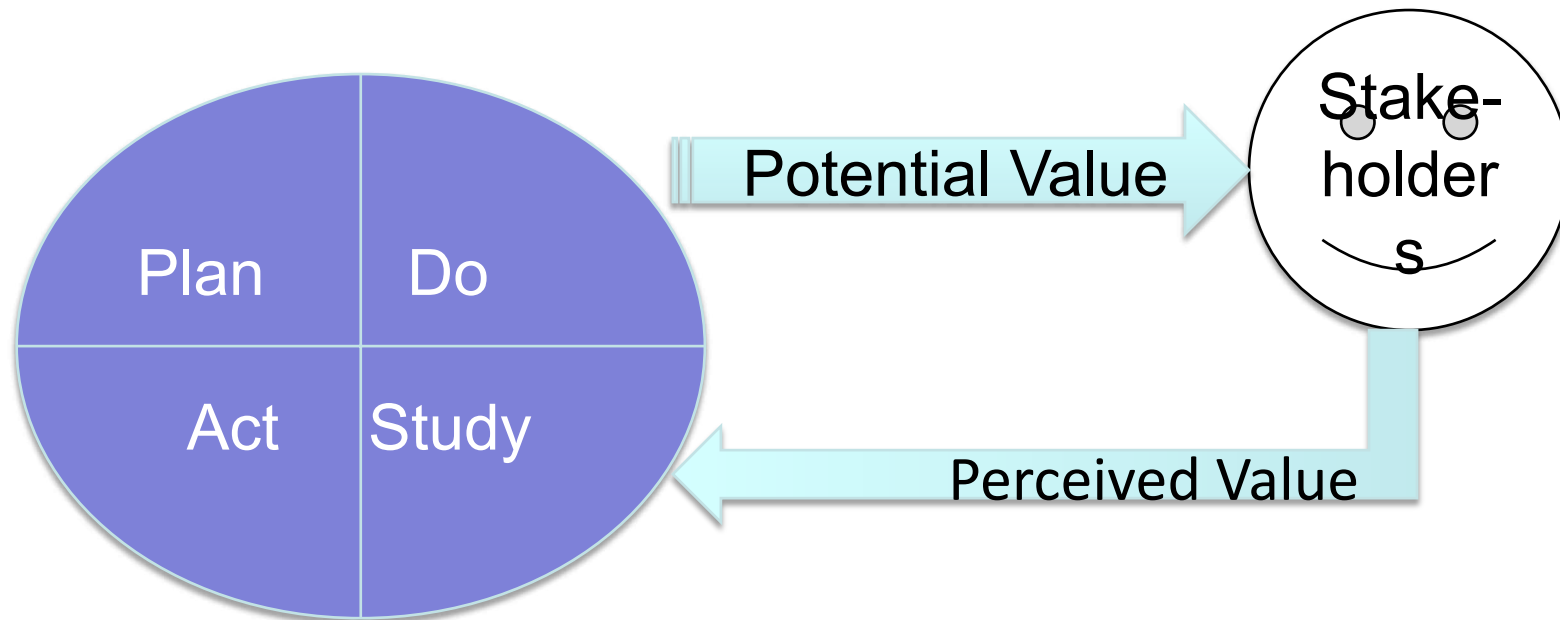 Plan
Do
Act
Study
Potential Value
Stake-
holder
s
Perceived Value